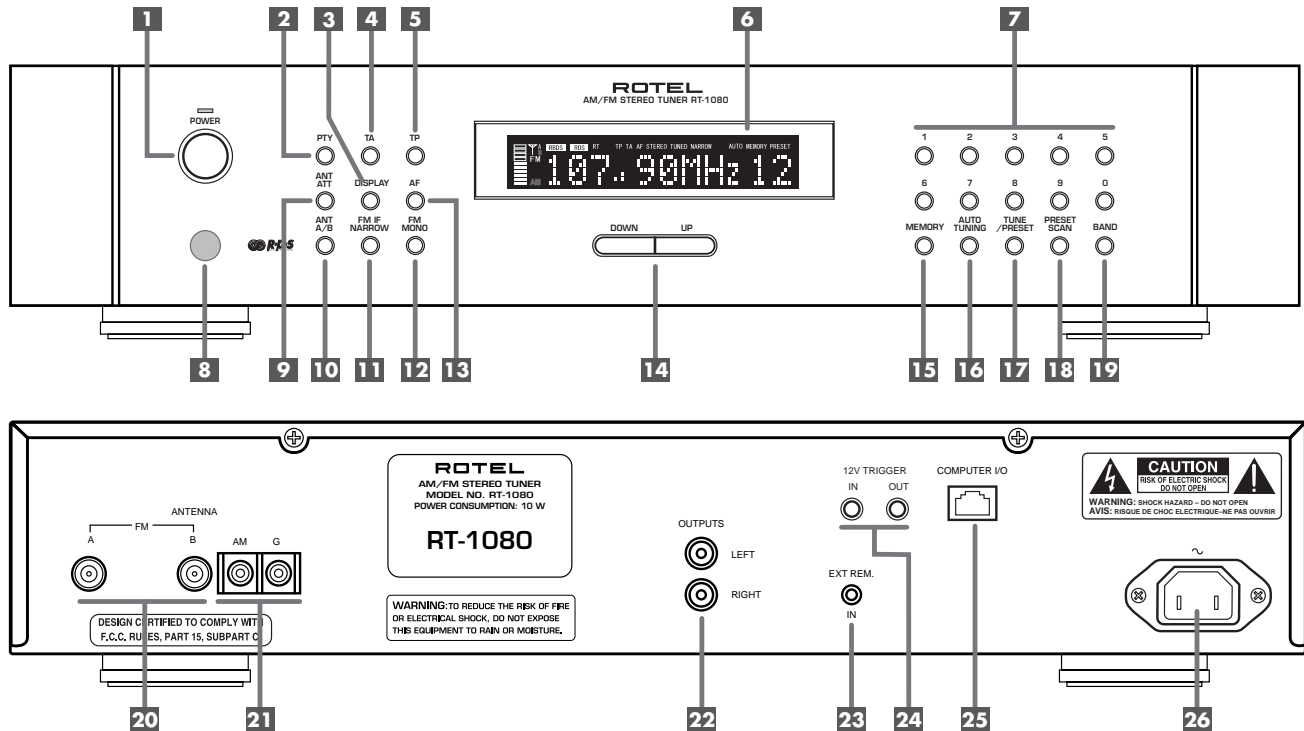 1 2 3 4 5 6 7
ROTEL
AM/FM STEREO TUNER RT-1080
POWER
PTY TA TP
ANT ATT DISPLAY AF
ANT A/B FM IF NARROW FM MONO
R·D·S
A
B
FM
AM
RBDS RDS RT TP TA AF STEREO TUNED NARROW AUTO MEMORY PRESET
107.90MHz 12
DOWN UP
1 2 3 4 5
6 7 8 9 0
MEMORY AUTO TUNING TUNE /PRESET PRESET SCAN BAND
8 9 10 11 12 13 14 15 16 17 18 19
ANTENNA
FM
A B AM G
DESIGN CERTIFIED TO COMPLY WITH
F.C.C. RULES, PART 15, SUBPART C
ROTEL
AM/FM STEREO TUNER
MODEL NO. RT-1080
POWER CONSUMPTION: 10 W
RT-1080
WARNING:TO REDUCE THE RISK OF FIRE
OR ELECTRICAL SHOCK, DO NOT EXPOSE
THIS EQUIPMENT TO RAIN OR MOISTURE.
OUTPUTS
LEFT
RIGHT
12V TRIGGER
IN OUT
EXT REM.
IN
COMPUTER I/O
CAUTION
RISK OF ELECTRIC SHOCK
DO NOT OPEN
WARNING: SHOCK HAZARD – DO NOT OPEN
AVIS: RISQUE DE CHOC ELECTRIQUE–NE PAS OUVRIR
20 21 22 23 24 25 26